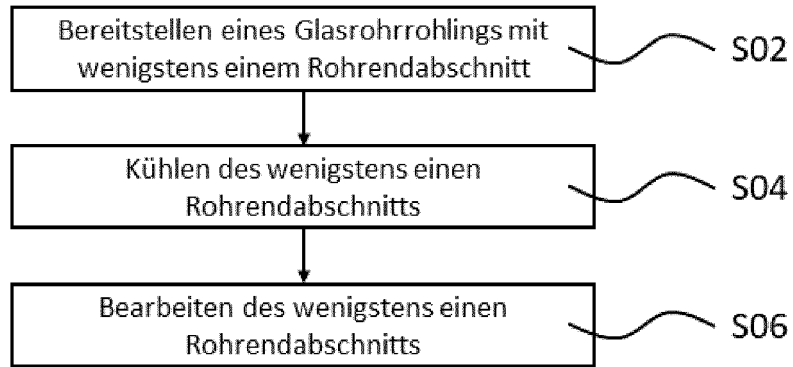 Bereitstellen eines Glasrohrrohlings mit
wenigstens einem Rohrendabschnitt
S02
Kühlen des wenigstens einen
Rohrendabschnitts
S04
Bearbeiten des wenigstens einen
Rohrendabschnitts
S06